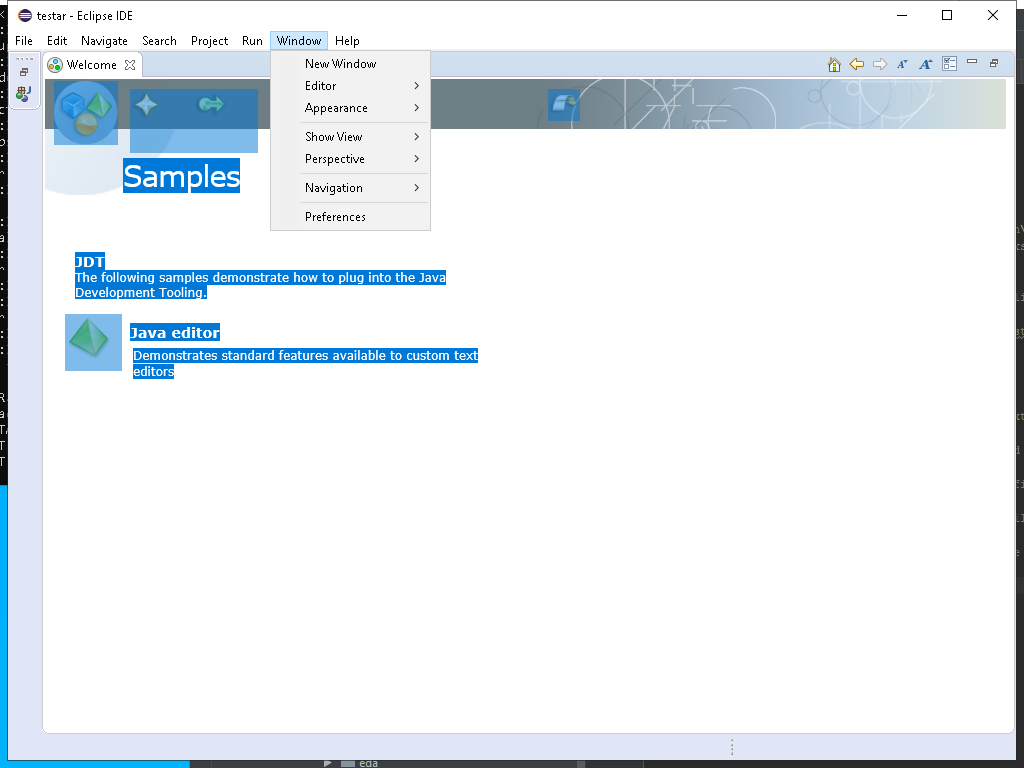 testar - Eclipse IDE
File Edit Navigate Search Project Run Window Help
Welcome
New Window
Editor
Appearance
Show View
Perspective
Navigation
Preferences
Samples
JDT
The following samples demonstrate how to plug into the Java
Development Tooling.
Java editor
Demonstrates standard features available to custom text
editors
eda